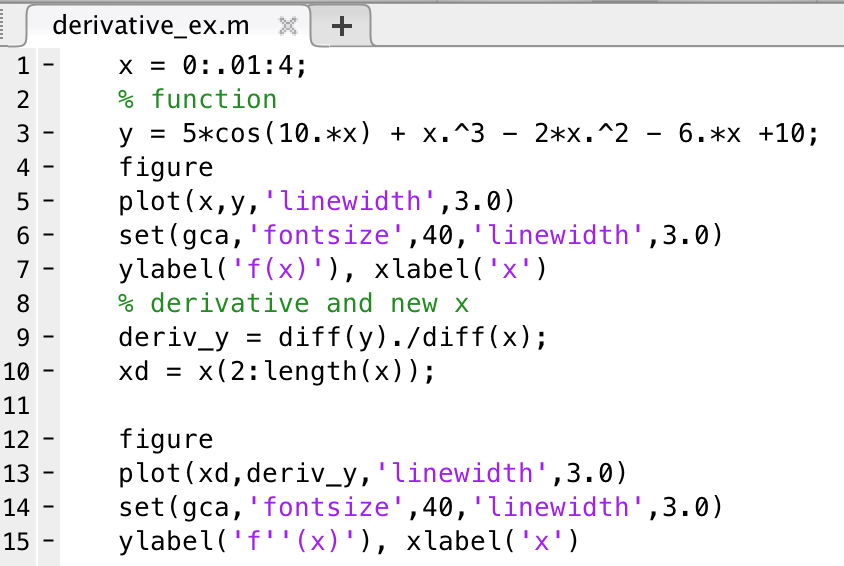 derivative_ex.m
1 - x = 0:.01:4;
2 % function
3 - y = 5*cos(10.*x) + x.^3 - 2*x.^2 - 6.*x +10;
4 - figure
5 - plot(x,y,'linewidth',3.0)
6 - set(gca,'fontsize',40,'linewidth',3.0)
7 - ylabel('f(x)'), xlabel('x')
8 % derivative and new x
9 - deriv_y = diff(y)./diff(x);
10 - xd = x(2:length(x));
11
12 - figure
13 - plot(xd,deriv_y,'linewidth',3.0)
14 - set(gca,'fontsize',40,'linewidth',3.0)
15 - ylabel('f''(x)'), xlabel('x')